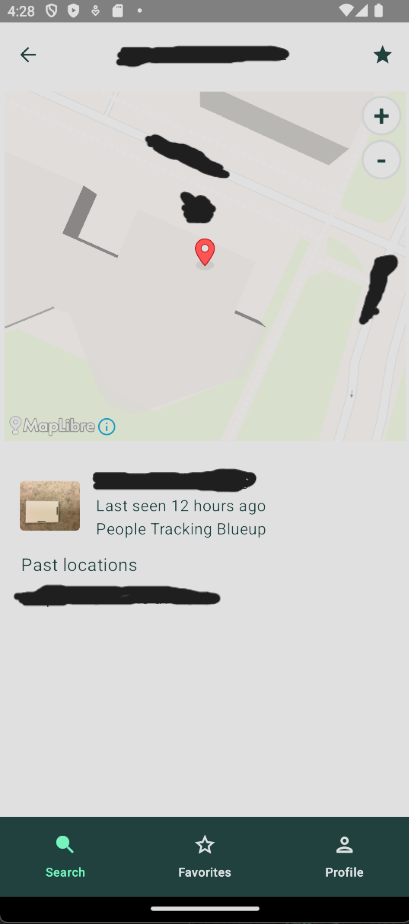 4:28
+
-
MapLibre
Last seen 12 hours ago
People Tracking Blueup
Past locations
Search
Favorites
Profile